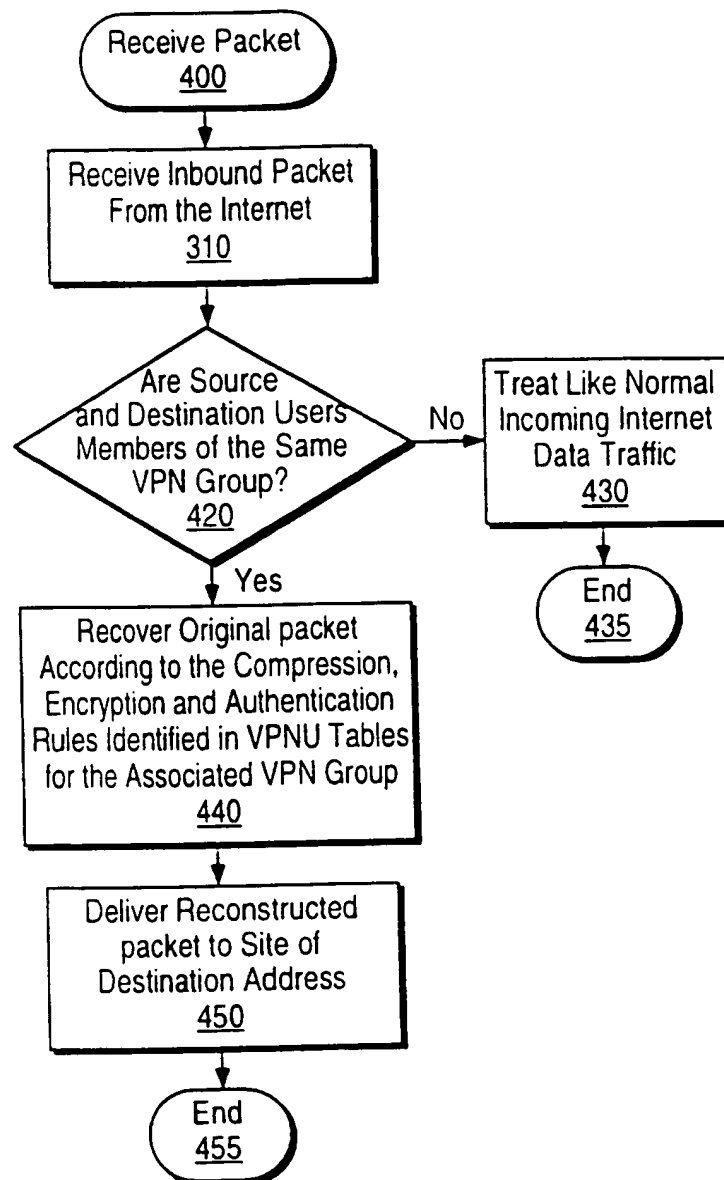 Receive Packet
400
Receive Inbound Packet
From the Internet
310
Are Source
and Destination Users
Members of the Same
VPN Group?
420
No
Treat Like Normal
Incoming Internet
Data Traffic
430
End
435
Yes
Recover Original packet
According to the Compression,
Encryption and Authentication
Rules Identified in VPNU Tables
for the Associated VPN Group
440
Deliver Reconstructed
packet to Site of
Destination Address
450
End
455